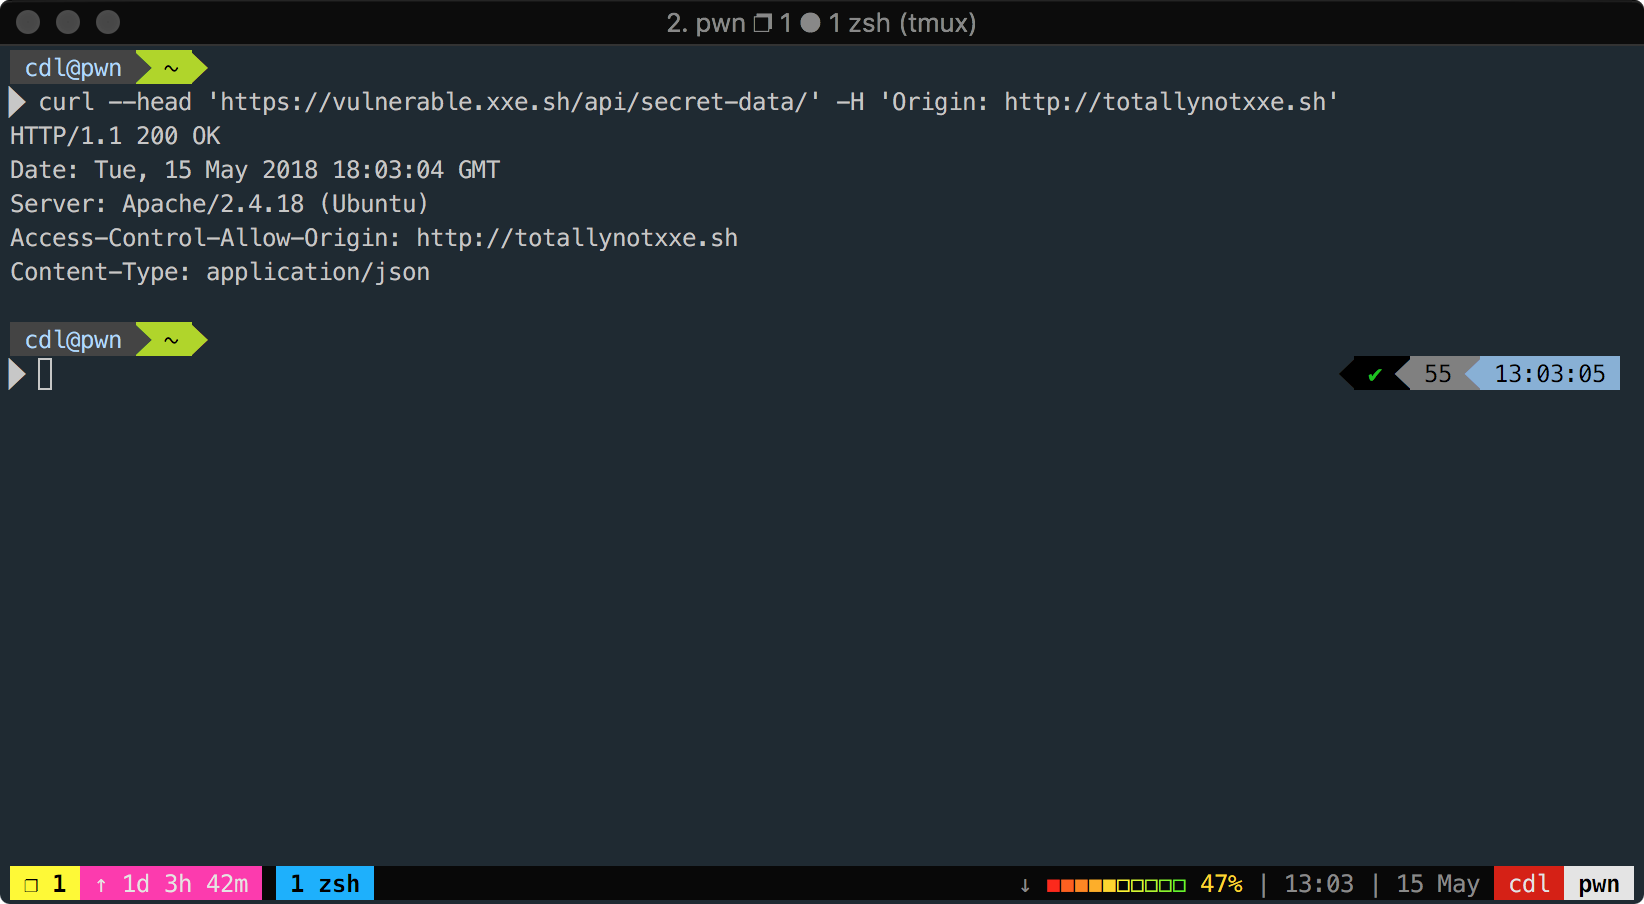 2. pwn ❐ 1 ● 1 zsh (tmux)
cdl@pwn ~
curl --head 'https://vulnerable.xxe.sh/api/secret-data/' -H 'Origin: http://totallynotxxe.sh'
HTTP/1.1 200 OK
Date: Tue, 15 May 2018 18:03:04 GMT
Server: Apache/2.4.18 (Ubuntu)
Access-Control-Allow-Origin: http://totallynotxxe.sh
Content-Type: application/json
cdl@pwn ~
✔ 55 13:03:05
❐ 1 ↑ 1d 3h 42m 1 zsh ↓ 47% | 13:03 | 15 May cdl pwn